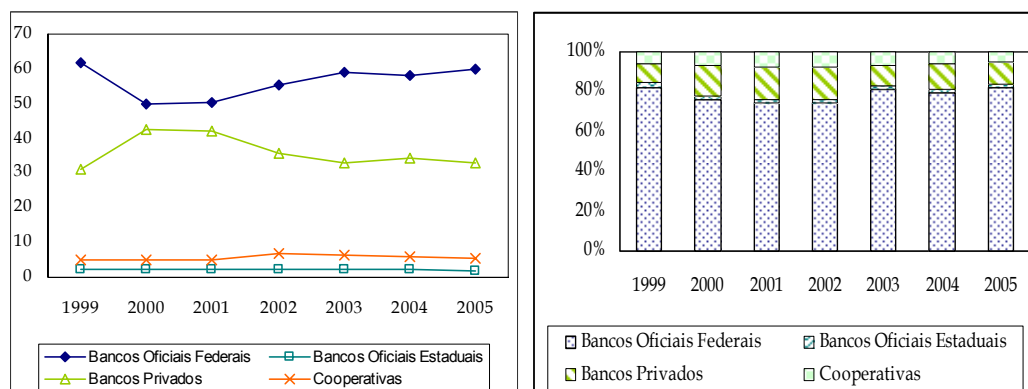 70
60
50
40
30
20
10
0
1999 2000 2001 2002 2003 2004 2005
Bancos Oficiais Federais Bancos Oficiais Estaduais
Bancos Privados Cooperativas
100%
80%
60%
40%
20%
0%
1999 2000 2001 2002 2003 2004 2005
Bancos Oficiais Federais Bancos Oficiais Estaduais
Bancos Privados Cooperativas